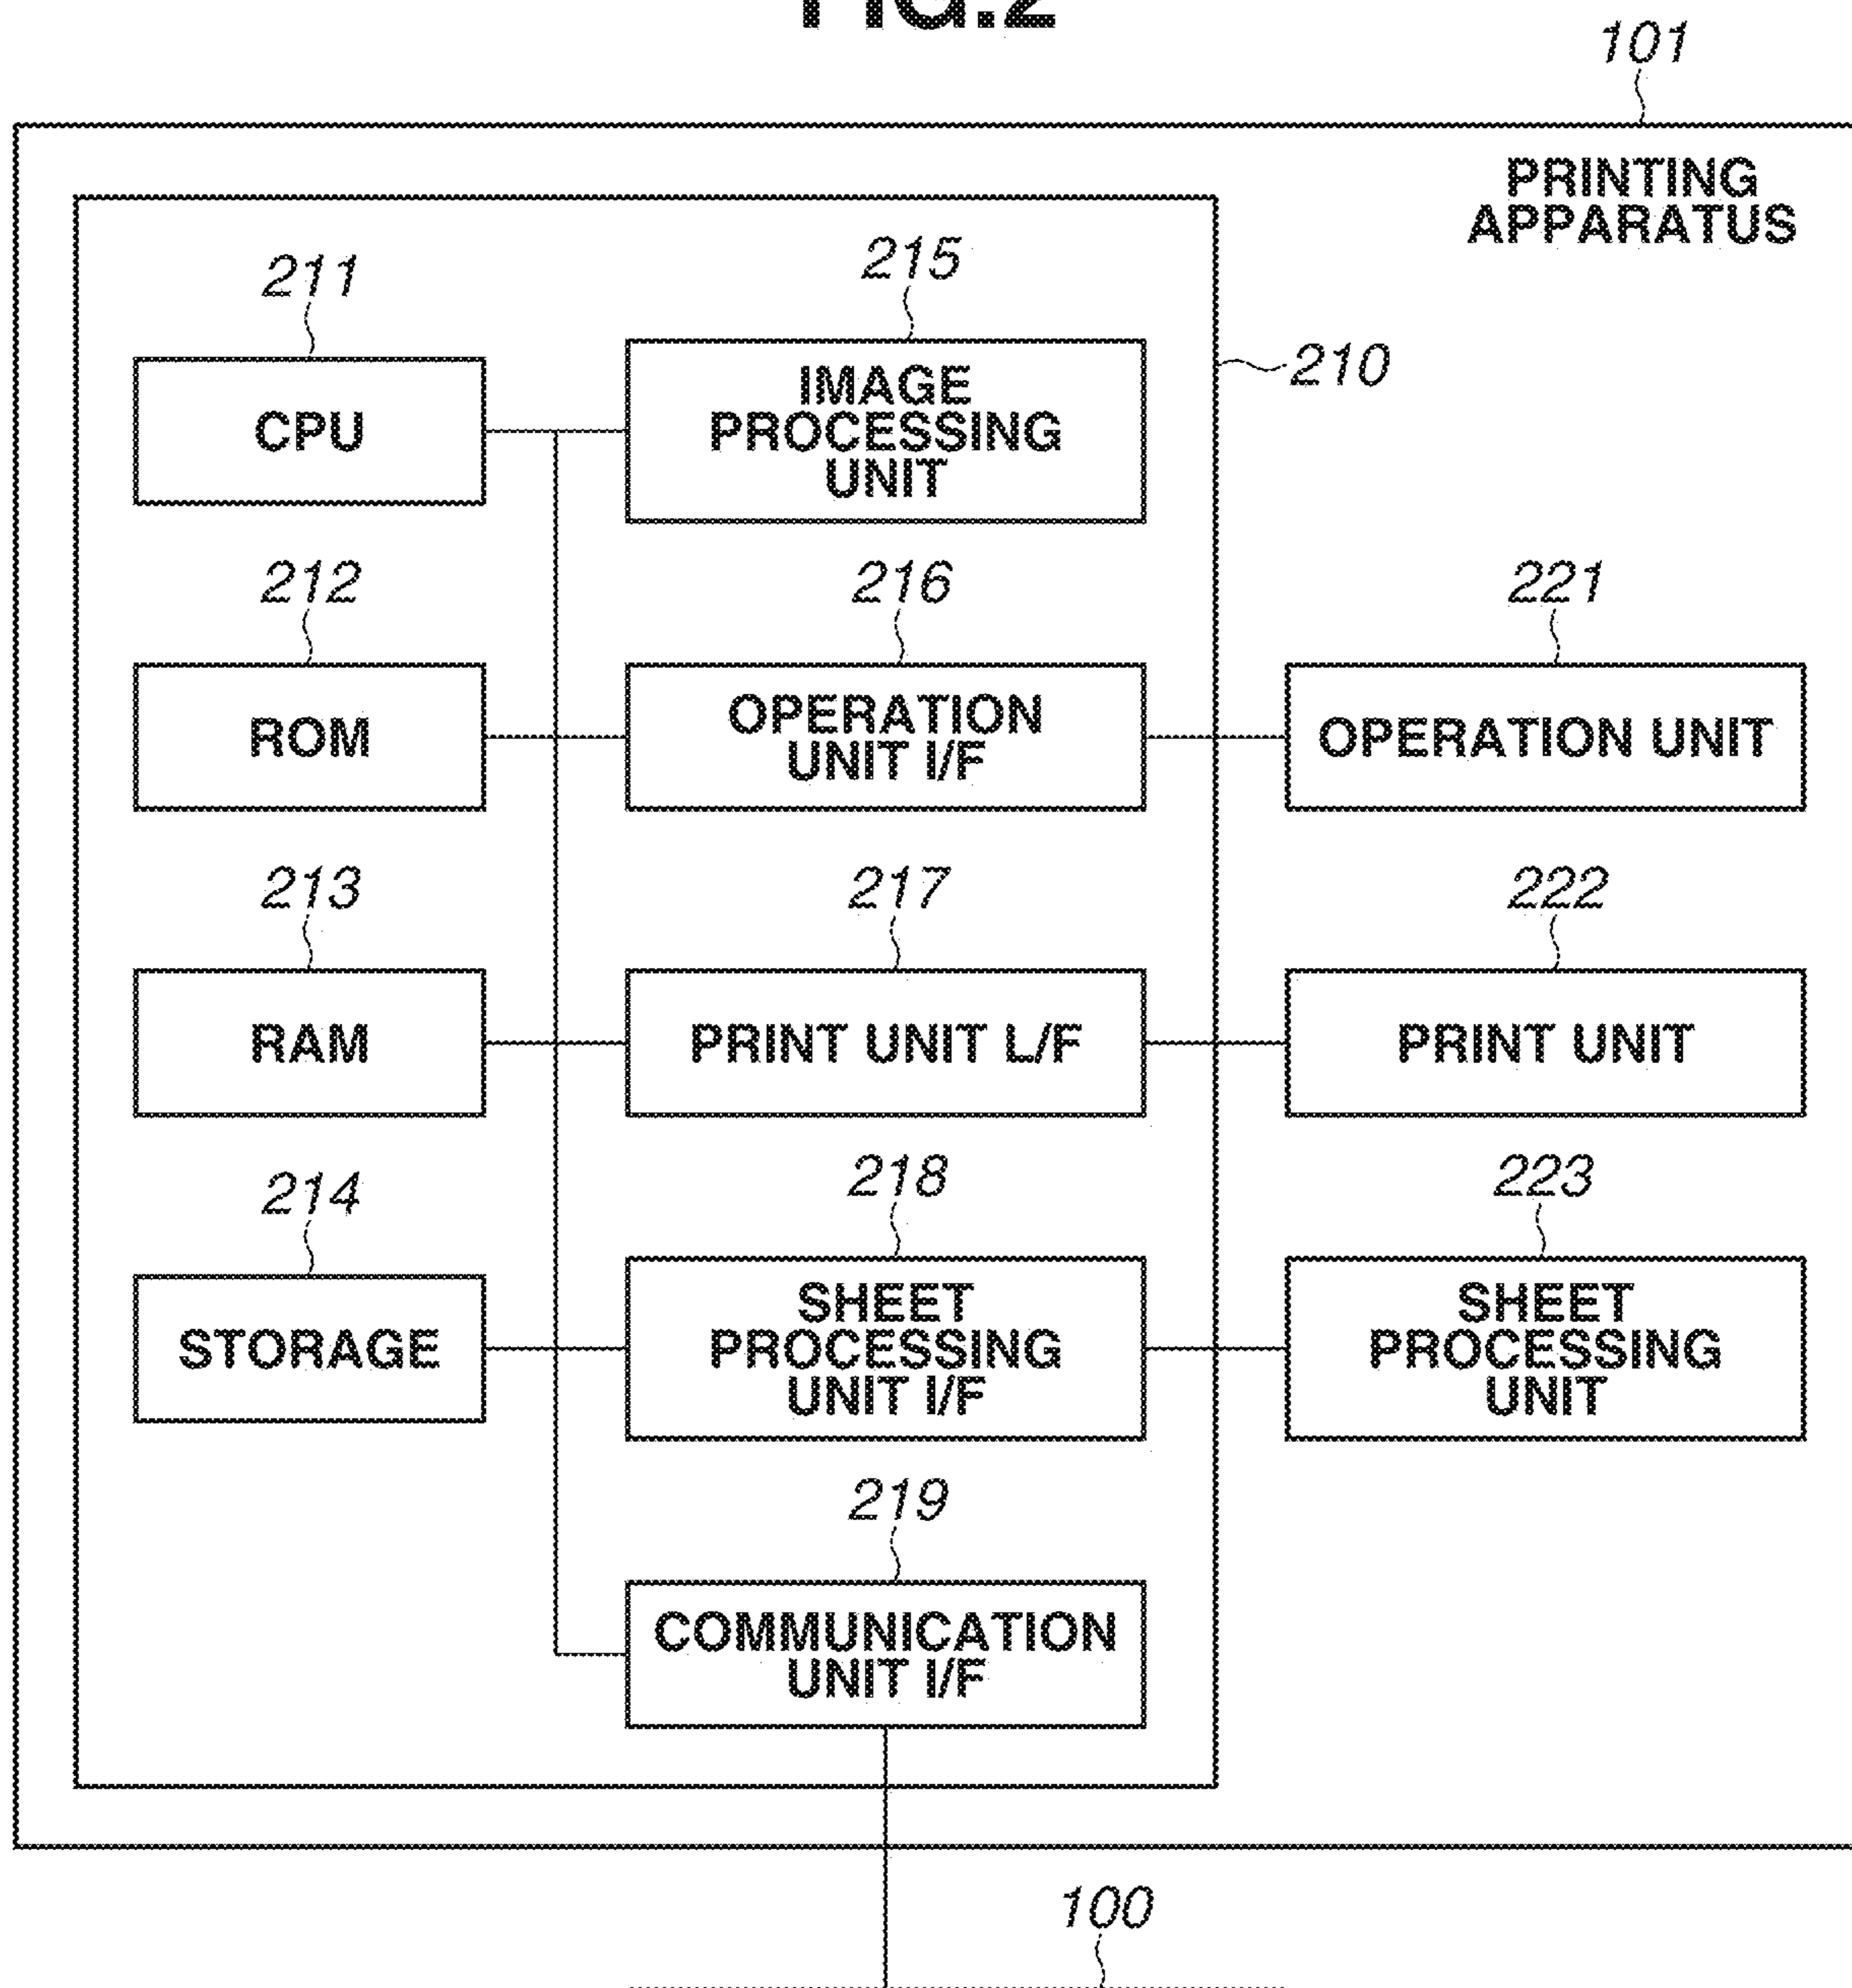 FIG.2
101
PRINTING
APPARATUS
211
215
210
CPU
IMAGE
PROCESSING
UNIT
212
216
221
ROM
OPERATION
UNIT I/F
OPERATION UNIT
213
217
222
RAM
PRINT UNIT L/F
PRINT UNIT
214
218
223
STORAGE
SHEET
PROCESSING
UNIT I/F
SHEET
PROCESSING
UNIT
219
COMMUNICATION
UNIT I/F
100